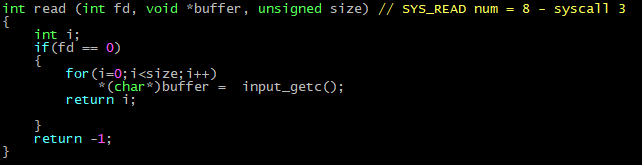 int read (int fd, void *buffer, unsigned size) // SYS_READ num = 8 - syscall 3
{
    int i;
    if(fd == 0)
    {
        for(i=0;i<size;i++)
            *(char*)buffer =  input_getc();
        return i;

    }
    return -1;
}